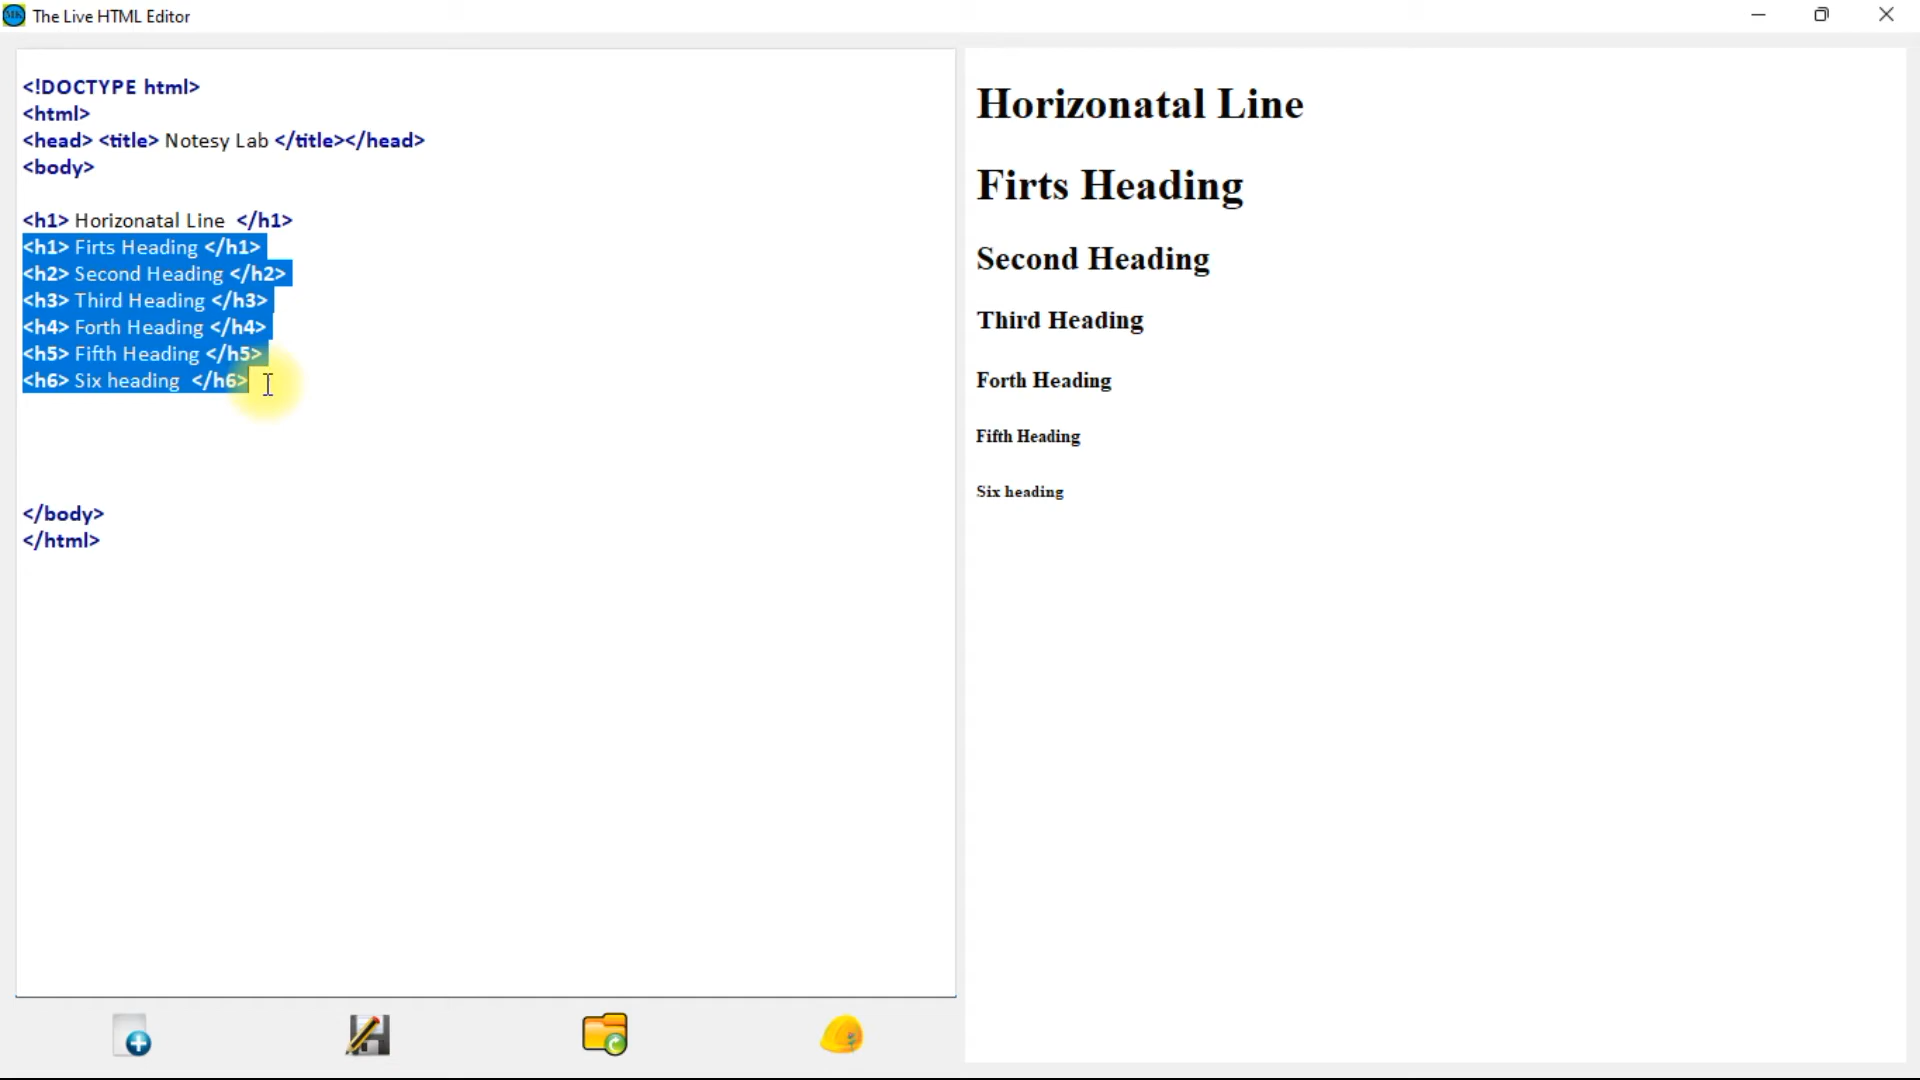 The Live HTML Editor
<!DOCTYPE html>
<html>
<head> <title> Notesy Lab </title></head>
<body>
<h1> Horizonatal Line </h1>
<h1> Firts Heading </h1>
<h2> Second Heading </h2>
<h3> Third Heading </h3>
<h4> Forth Heading </h4>
<h5> Fifth Heading </h5>
<h6> Six heading </h6>
</body>
</html>
Horizonatal Line
Firts Heading
Second Heading
Third Heading
Forth Heading
Fifth Heading
Six heading